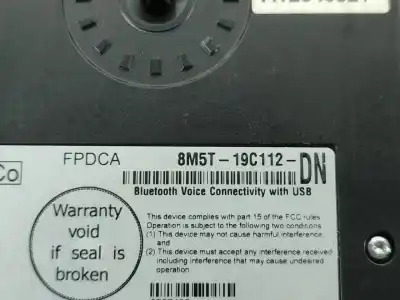 Co
FPDCA 8M5T-19C112-DN
Bluetooth Voice Connectivity with USB
Warranty
void
if seal is
broken
This device complies with part 15 of the FCC rules
Operation is subject to the following two conditions
(1) This device may not cause harmful interference,
and
(2) This device must accept any interference received
including interference that may cause undesired
operation